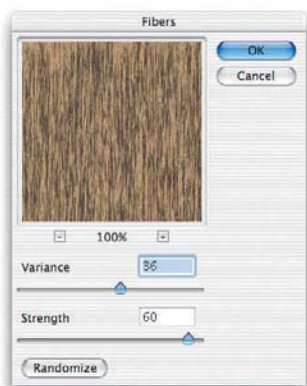 Fibers
OK
Cancel
100%
Variance 36
Strength 60
Randomize